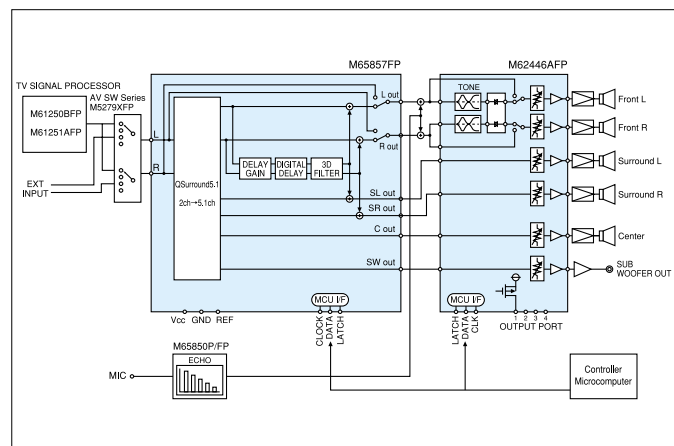 M65857FP
M62446AFP
TV SIGNAL PROCESSOR
M61250BFP
M61251AFP
AV SW Series
M5279XFP
EXT
INPUT
L
R
QSurround5.1
2ch→5.1ch
DELAY
GAIN
DIGITAL
DELAY
3D
FILTER
L out
R out
SL out
SR out
C out
SW out
TONE
Front L
Front R
Surround L
Surround R
Center
SUB
WOOFER OUT
Vcc GND REF
MCU I/F
CLOCK
DATA
LATCH
MCU I/F
LATCH
DATA
CLK
1 2 3 4
OUTPUT PORT
M65850P/FP
ECHO
MIC
Controller
Microcomputer